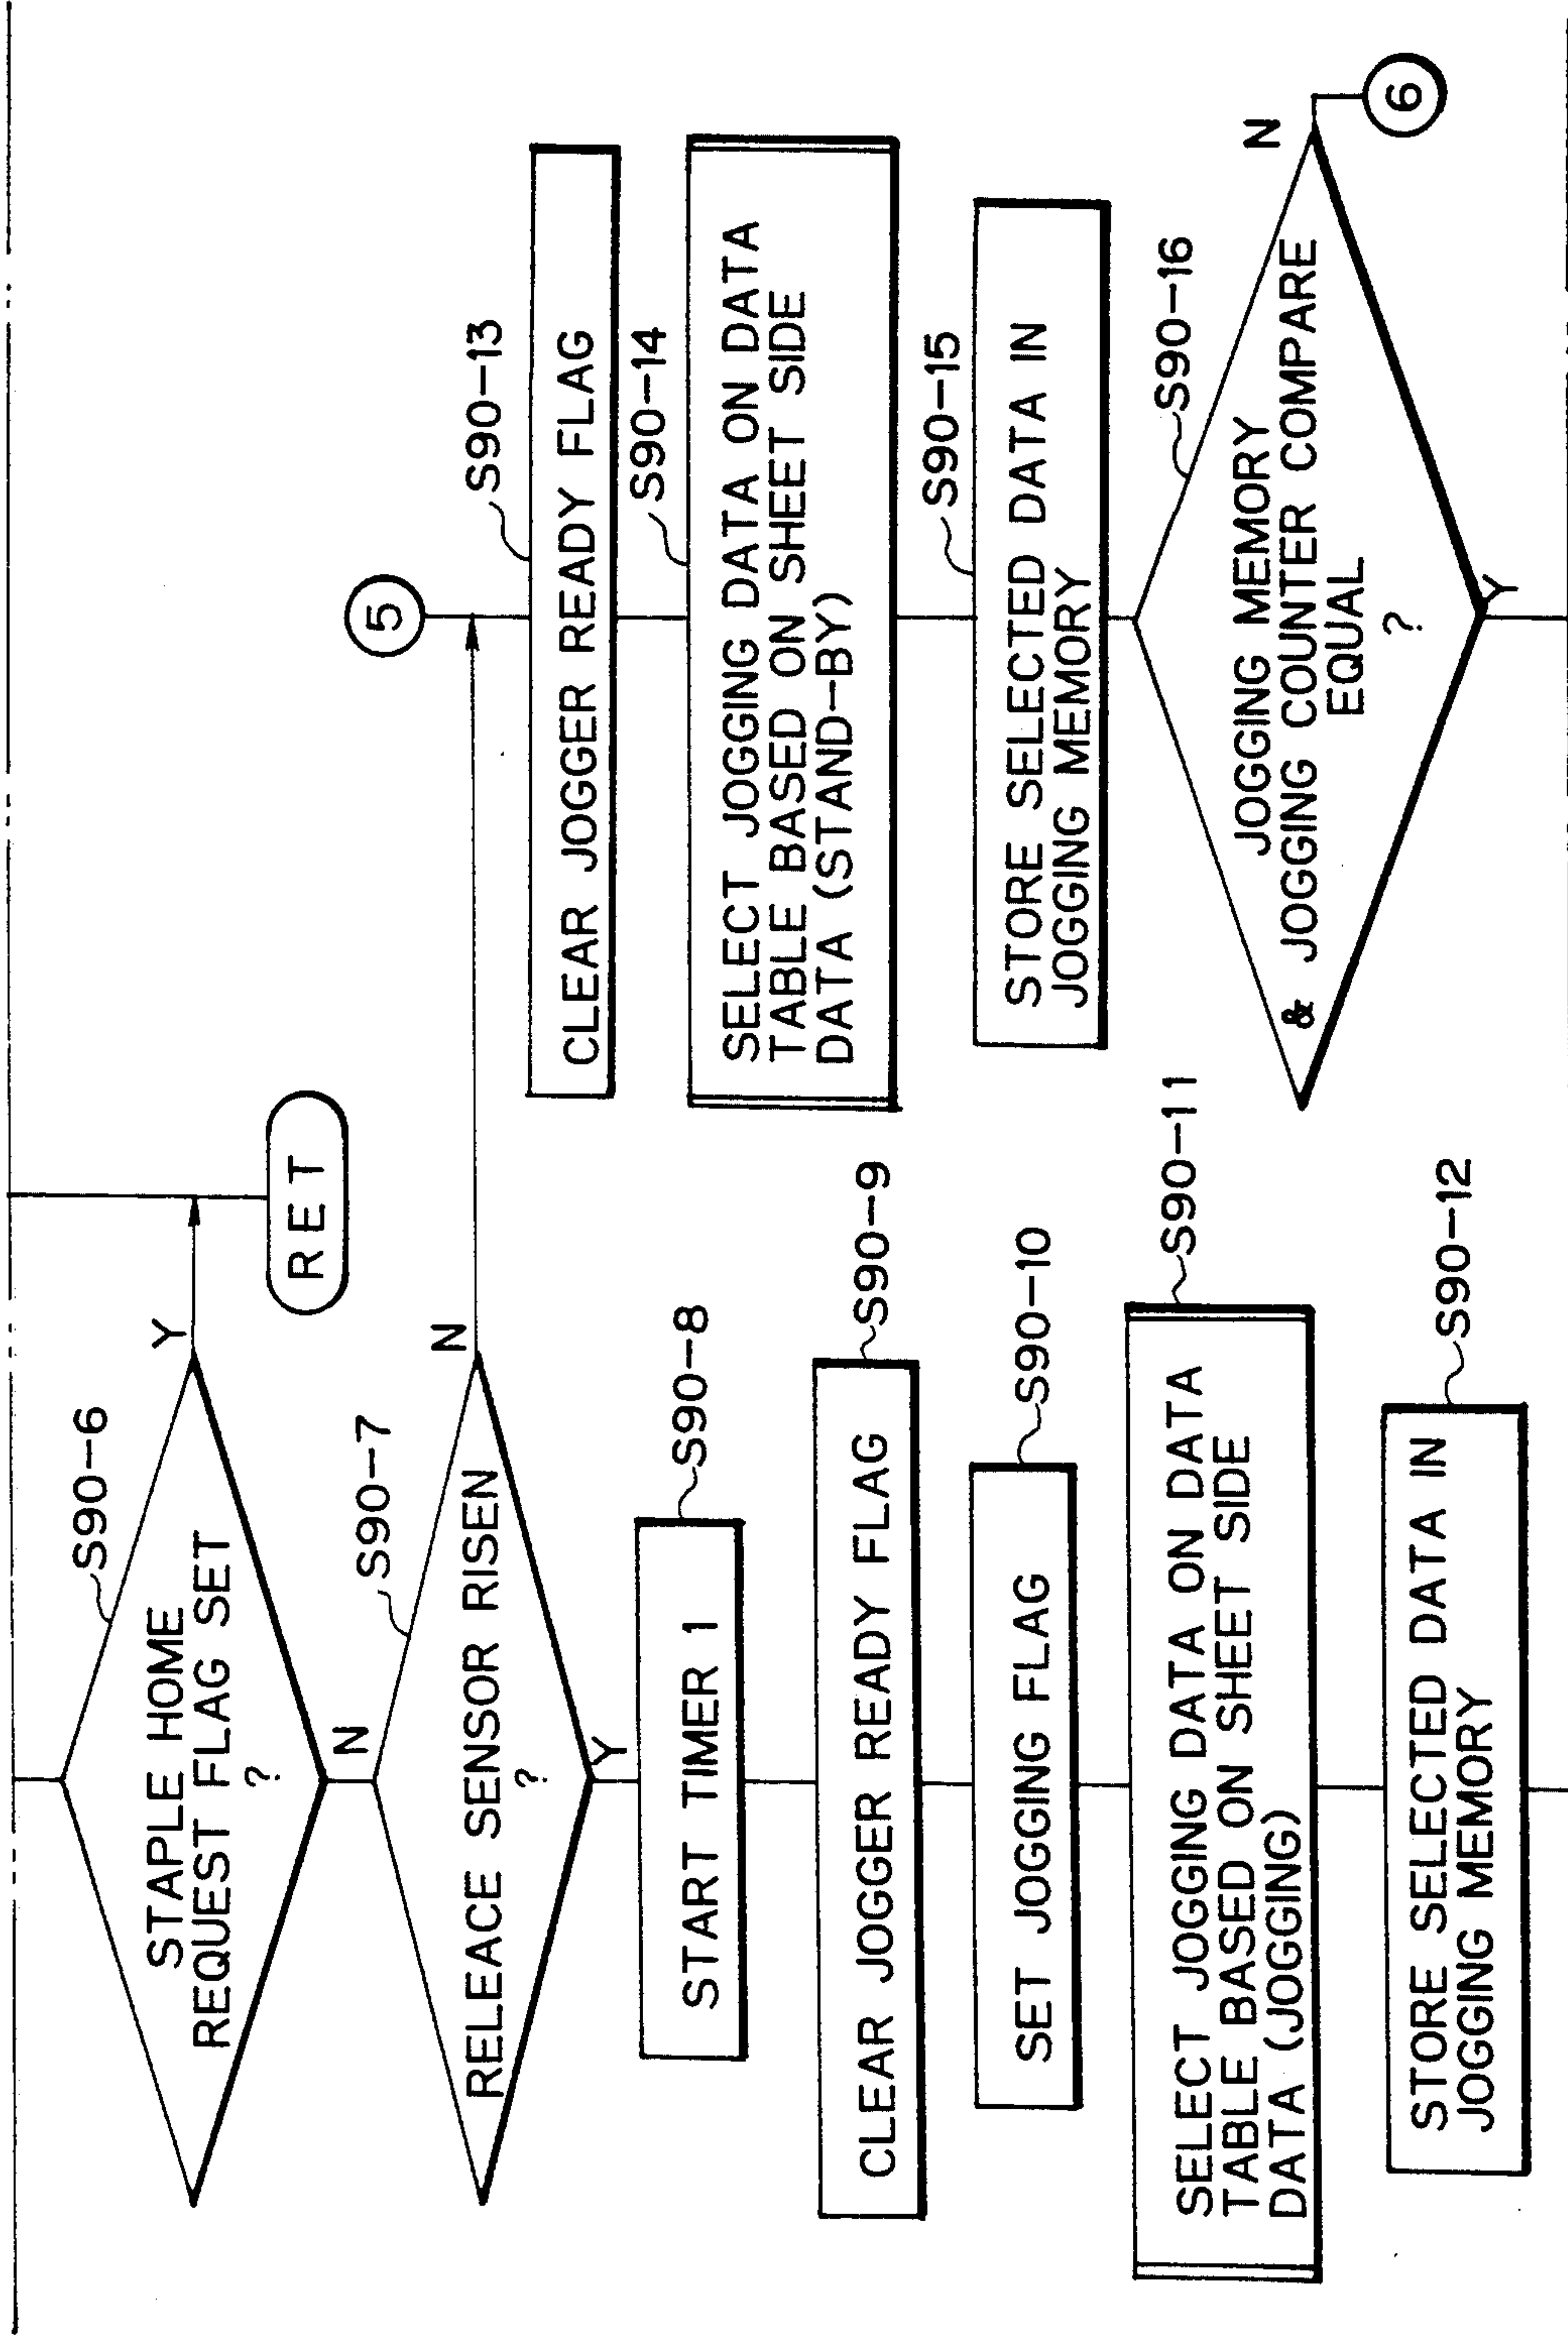 S90-6
STAPLE HOME
REQUEST FLAG SET
?
Y
N
RET
S90-7
RELEACE SENSOR RISEN
?
N
Y
S90-8
START TIMER 1
S90-9
CLEAR JOGGER READY FLAG
S90-10
SET JOGGING FLAG
S90-11
SELECT JOGGING DATA ON DATA
TABLE BASED ON SHEET SIDE
DATA (JOGGING)
S90-12
STORE SELECTED DATA IN
JOGGING MEMORY
5
S90-13
CLEAR JOGGER READY FLAG
S90-14
SELECT JOGGING DATA ON DATA
TABLE BASED ON SHEET SIDE
DATA (STAND-BY)
S90-15
STORE SELECTED DATA IN
JOGGING MEMORY
S90-16
JOGGING MEMORY
& JOGGING COUNTER COMPARE
EQUAL
?
N
6
Y